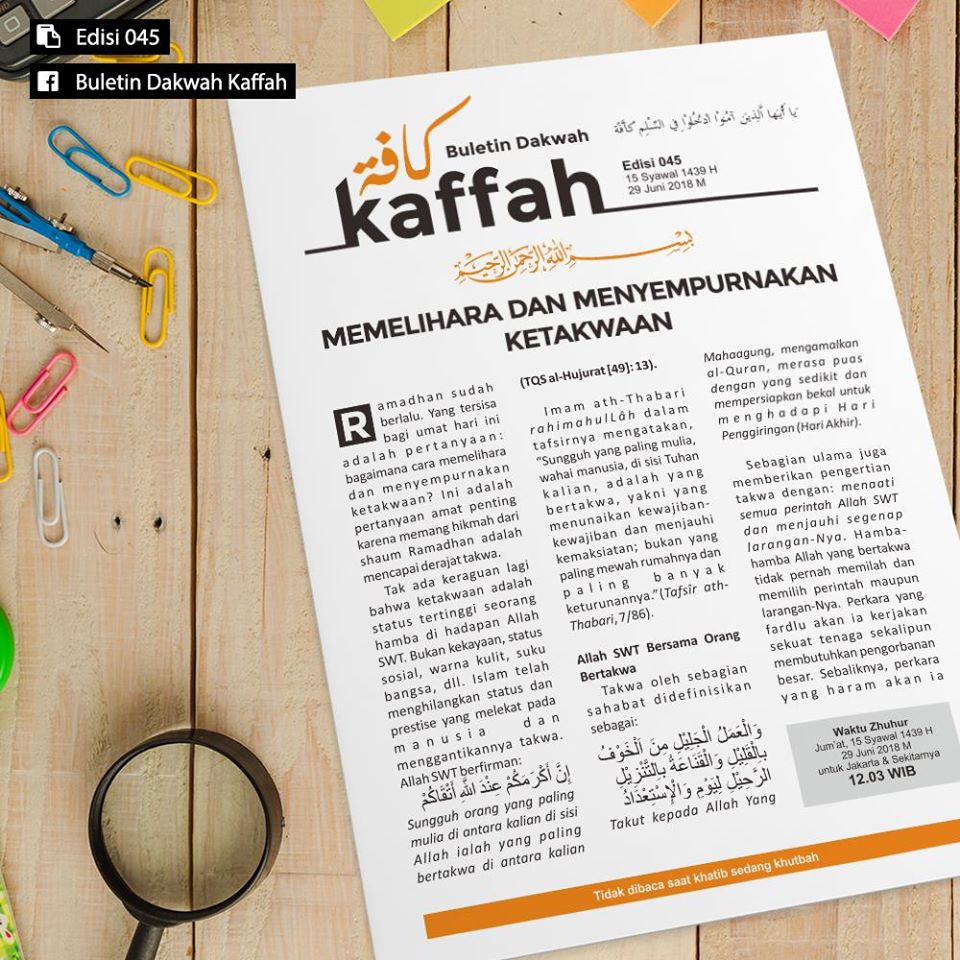 Edisi 045
Buletin Dakwah Kaffah
كافة
Buletin Dakwah
kaffah
يَا أَيُّهَا الَّذِينَ آمَنُوا ادْخُلُوا فِي السِّلْمِ كَافَّةً
Edisi 045
15 Syawal 1439 H
29 Juni 2018 M
بِسْمِ اللهِ الرَّحْمَنِ الرَّحِيْمِ
MEMELIHARA DAN MENYEMPURNAKAN
KETAKWAAN
Ramadhan sudah
berlalu. Yang tersisa
bagi umat hari ini
adalah pertanyaan:
bagaimana cara memelihara
dan menyempurnakan
ketakwaan? Ini adalah
pertanyaan amat penting
karena memang hikmah dari
shaum Ramadhan adalah
mencapai derajat takwa.
Tak ada keraguan lagi
bahwa ketakwaan adalah
status tertinggi seorang
hamba di hadapan Allah
SWT. Bukan kekayaan, status
sosial, warna kulit, suku
bangsa, dll. Islam telah
menghilangkan status dan
prestise yang melekat pada
manusia dan
menggantikannya takwa.
Allah SWT berfirman:
إِنَّ أَكْرَمَكُمْ عِنْدَ اللَّهِ أَتْقَاكُمْ
Sungguh orang yang paling
mulia di antara kalian di sisi
Allah ialah yang paling
bertakwa di antara kalian
(TQS al-Hujurat [49]: 13).
Imam ath-Thabari
rahimahulLâh dalam
tafsirnya mengatakan,
“Sungguh yang paling mulia,
wahai manusia, di sisi Tuhan
kalian, adalah yang
bertakwa, yakni yang
menunaikan kewajiban-
kewajiban dan menjauhi
kemaksiatan; bukan yang
paling mewah rumahnya dan
paling banyak
keturunannya.” (Tafsîr ath-
Thabari, 7/86).
Allah SWT Bersama Orang
Bertakwa
Takwa oleh sebagian
sahabat didefinisikan
sebagai:
وَالْعَمَلُ الْجَلِيْلِ مِنَ اَلْخَوْفُ
بِالْقَلِيْلِ وَالْقَنَاعَةُ بِالتَّنْزِيْلِ
الرَّحِيْلِ لِيَوْمِ وَالْإِسْتِعْدَادُ
Takut kepada Allah Yang
Mahaagung, mengamalkan
al-Quran, merasa puas
dengan yang sedikit dan
mempersiapkan bekal untuk
menghadapi Hari
Penggiringan (Hari Akhir).
Sebagian ulama juga
memberikan pengertian
takwa dengan: menaati
semua perintah Allah SWT
dan menjauhi segenap
larangan-Nya. Hamba-
hamba Allah yang bertakwa
tidak pernah memilah dan
memilih perintah maupun
larangan-Nya. Perkara yang
fardlu akan ia kerjakan
sekuat tenaga sekalipun
membutuhkan pengorbanan
besar. Sebaliknya, perkara
yang haram akan ia
Waktu Zhuhur
Jum'at, 15 Syawal 1439 H
29 Juni 2018 M
untuk Jakarta & Sekitarnya
12.03 WIB
Tidak dibaca saat khatib sedang khutbah